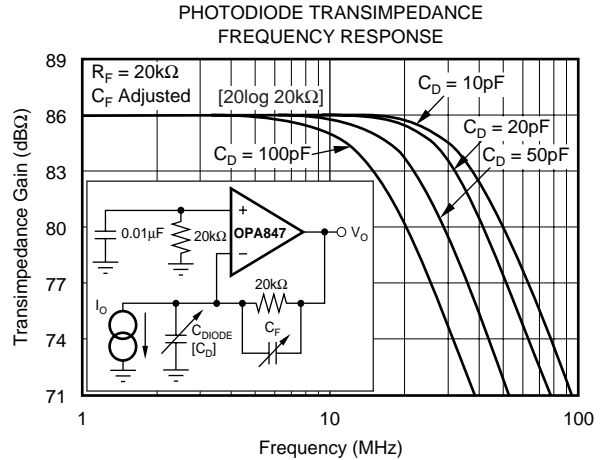 PHOTODIODE TRANSIMPEDANCE
FREQUENCY RESPONSE
89
86
83
80
77
74
71
Transimpedance Gain (dBΩ)
R_F = 20kΩ
C_F Adjusted
[20log 20kΩ]
C_D = 10pF
C_D = 20pF
C_D = 50pF
C_D = 100pF
+
OPA847
–
V_O
0.01μF
20kΩ
20kΩ
I_O
C_DIODE
[C_D]
C_F
1
10
100
Frequency (MHz)